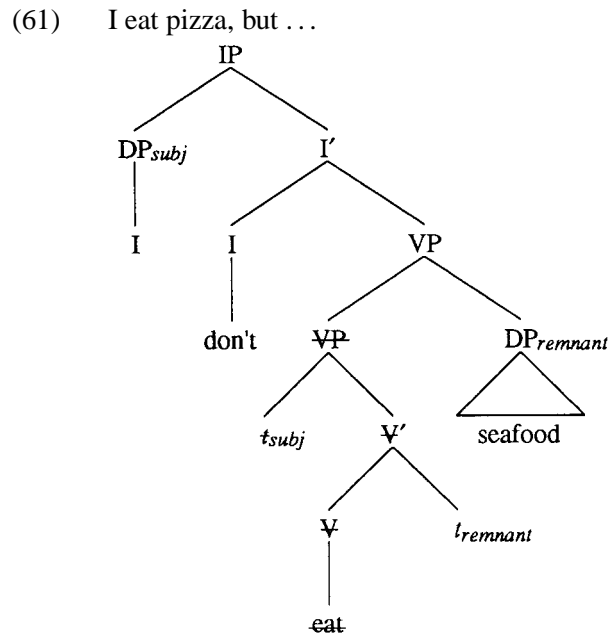 (61) I eat pizza, but …
IP
DPsubj I′
I I VP
don't VP DPremnant
tsubj V′ seafood
V tremnant
eat